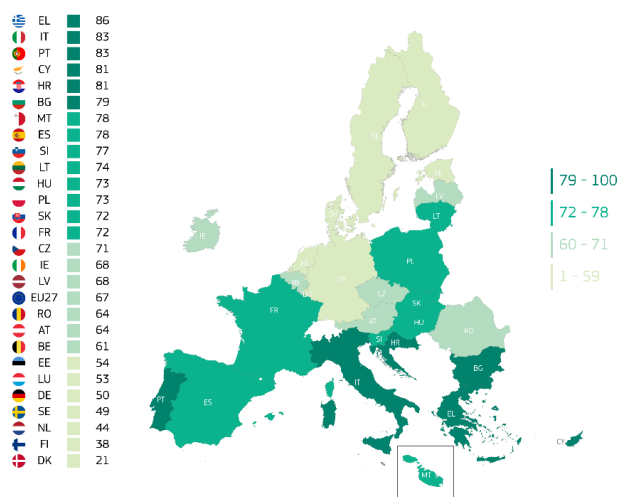 EL 86
IT 83
PT 83
CY 81
HR 81
BG 79
MT 78
ES 78
SI 77
LT 74
HU 73
PL 73
SK 72
FR 72
CZ 71
IE 68
LV 68
EU27 67
RO 64
AT 64
BE 61
EE 54
LU 53
DE 50
SE 49
NL 44
FI 38
DK 21
79 - 100
72 - 78
60 - 71
1 - 59
FI
SE
EE
LV
LT
DK
IE
NL
PL
DE
BE
LU
CZ
SK
FR
AT
HU
RO
SI
HR
BG
IT
PT
ES
EL
CY
MT